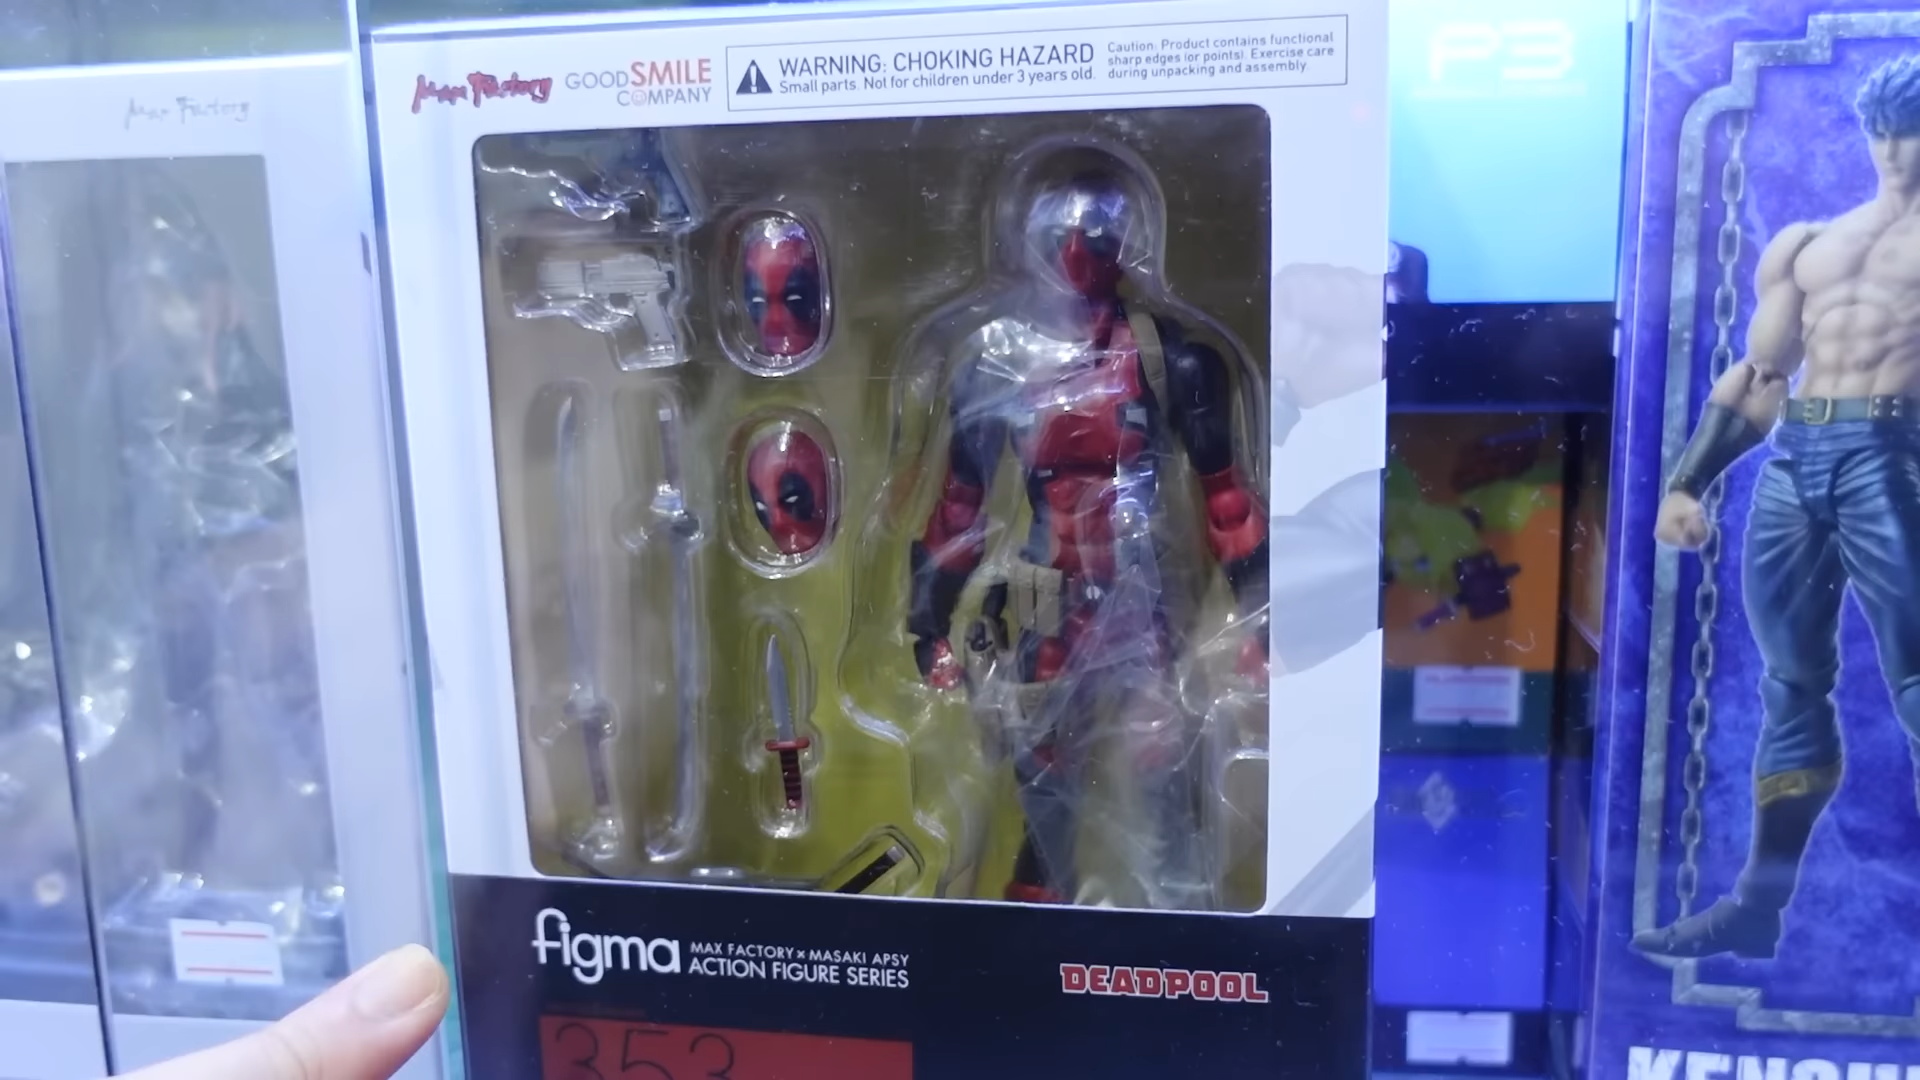 Max Factory
Max Factory
GOOD SMILE
COMPANY
WARNING: CHOKING HAZARD
Small parts. Not for children under 3 years old.
Caution: Product contains functional
sharp edges (or points). Exercise care
during unpacking and assembly.
P3
figma
MAX FACTORY × MASAKI APSY
ACTION FIGURE SERIES
DEADPOOL
353